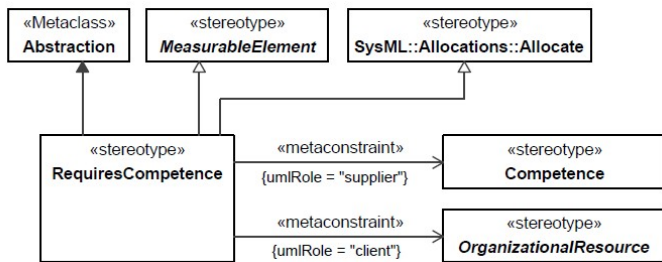 «Metaclass»
Abstraction
«stereotype»
MeasurableElement
«stereotype»
SysML::Allocations::Allocate
«stereotype»
RequiresCompetence
«metaconstraint»
{umlRole = "supplier"}
«stereotype»
Competence
«metaconstraint»
{umlRole = "client"}
«stereotype»
OrganizationalResource